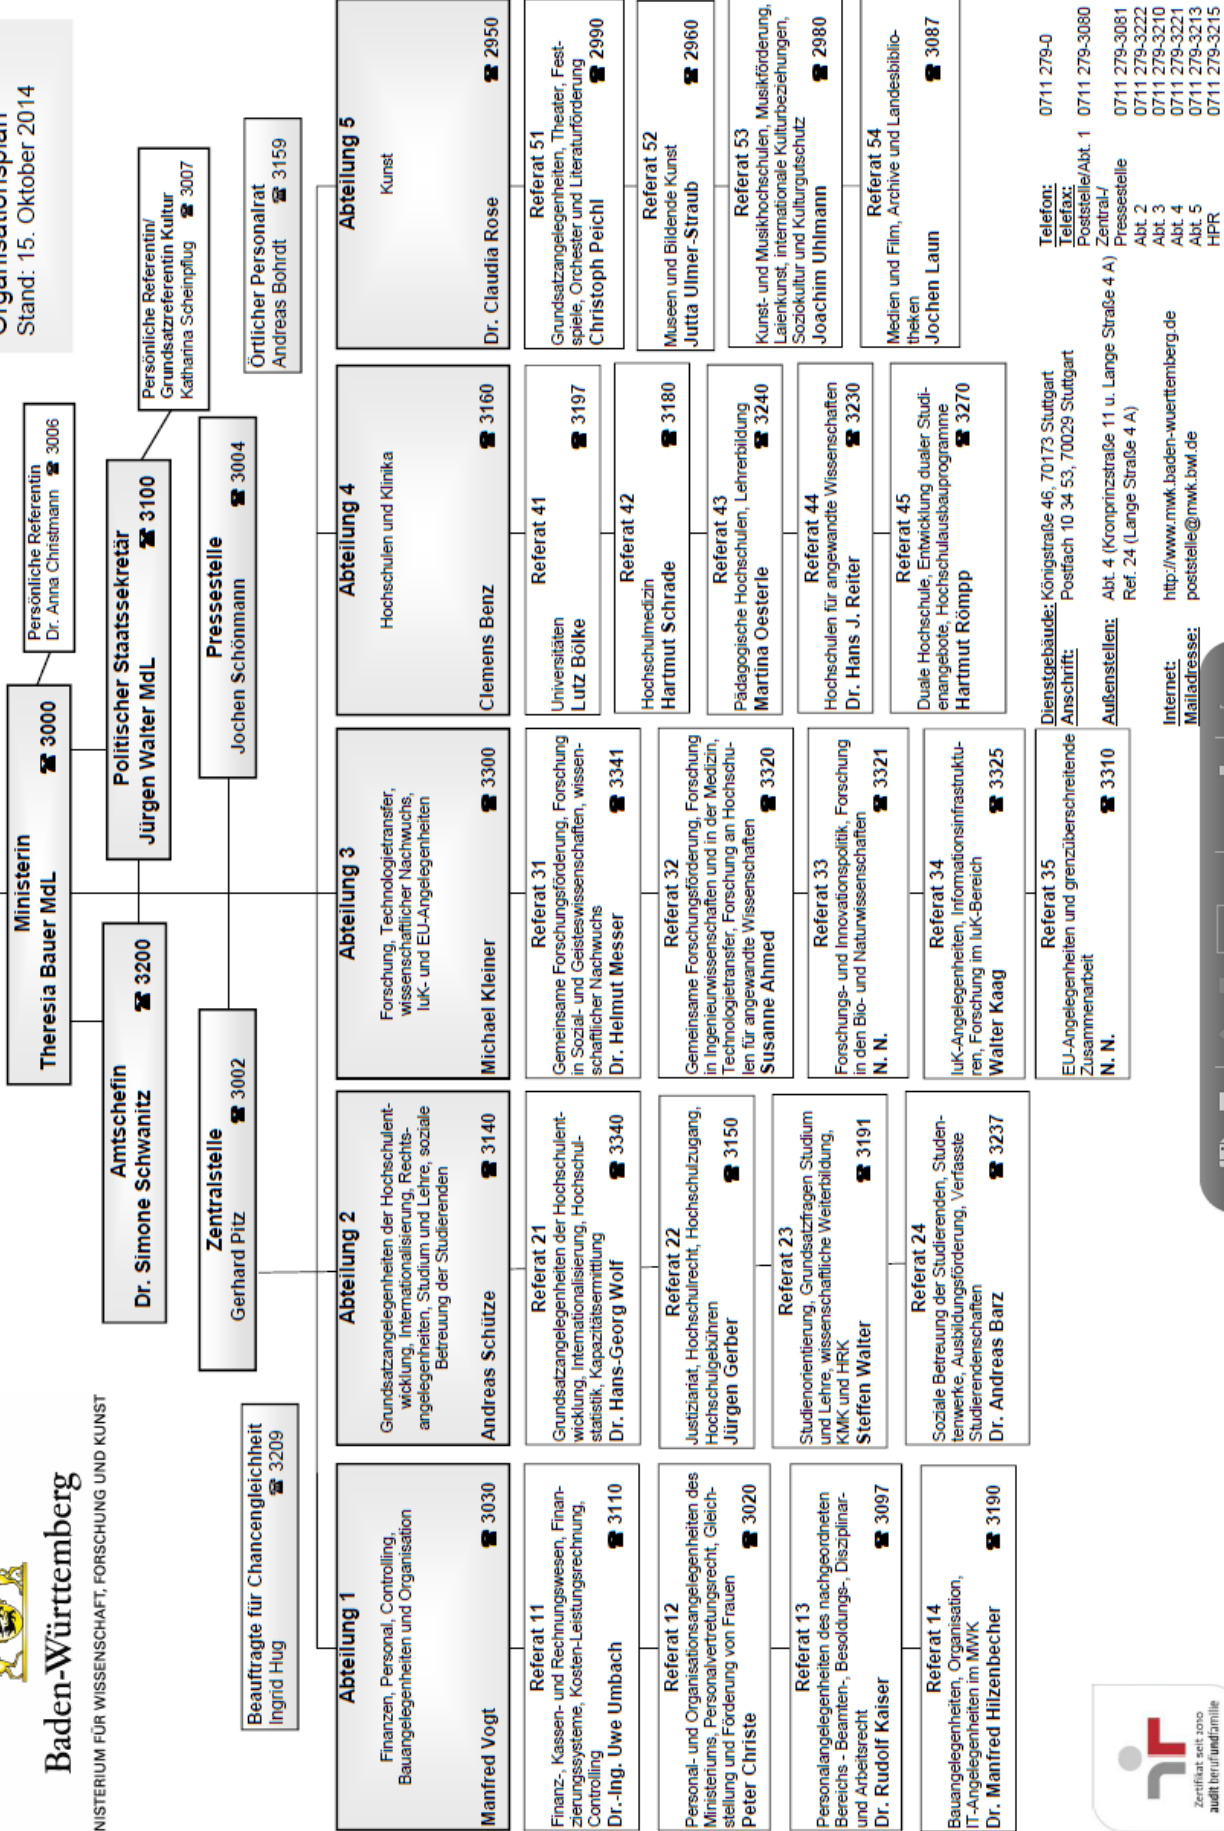 Baden-Württemberg
NISTERIUM FÜR WISSENSCHAFT, FORSCHUNG UND KUNST
Organisationsplan
Stand: 15. Oktober 2014
Ministerin
Theresia Bauer MdL ☎ 3000
Persönliche Referentin
Dr. Anna Christmann ☎ 3006
Amtschefin
Dr. Simone Schwanitz ☎ 3200
Politischer Staatssekretär
Jürgen Walter MdL ☎ 3100
Persönliche Referentin/
Grundsatzreferentin Kultur
Katharina Scheinpflug ☎ 3007
Zentralstelle
Gerhard Pitz ☎ 3002
Pressestelle
Jochen Schönmann ☎ 3004
Beauftragte für Chancengleichheit
Ingrid Hug ☎ 3209
Örtlicher Personalrat
Andreas Bohrdt ☎ 3159
Abteilung 1
Finanzen, Personal, Controlling,
Bauangelegenheiten und Organisation
Manfred Vogt ☎ 3030
Referat 11
Finanz-, Kassen- und Rechnungswesen, Finan-
zierungssysteme, Kosten-Leistungsrechnung,
Controlling
Dr.-Ing. Uwe Umbach ☎ 3110
Referat 12
Personal- und Organisationsangelegenheiten des
Ministeriums, Personalvertretungsrecht, Gleich-
stellung und Förderung von Frauen
Peter Christe ☎ 3020
Referat 13
Personalangelegenheiten des nachgeordneten
Bereichs - Beamten-, Besoldungs-, Disziplinar-
und Arbeitsrecht
Dr. Rudolf Kaiser ☎ 3097
Referat 14
Bauangelegenheiten, Organisation,
IT-Angelegenheiten im MWK
Dr. Manfred Hilzenbecher ☎ 3190
Abteilung 2
Grundsatzangelegenheiten der Hochschulent-
wicklung, Internationalisierung, Rechts-
angelegenheiten, Studium und Lehre, soziale
Betreuung der Studierenden
Andreas Schütze ☎ 3140
Referat 21
Grundsatzangelegenheiten der Hochschulent-
wicklung, Internationalisierung, Hochschul-
statistik, Kapazitätsermittlung
Dr. Hans-Georg Wolf ☎ 3340
Referat 22
Justiziariat, Hochschulrecht, Hochschulzugang,
Hochschulgebühren
Jürgen Gerber ☎ 3150
Referat 23
Studienorientierung, Grundsatzfragen Studium
und Lehre, wissenschaftliche Weiterbildung,
KMK und HRK
Steffen Walter ☎ 3191
Referat 24
Soziale Betreuung der Studierenden, Studen-
tenwerke, Ausbildungsförderung, Verfasste
Studierendenschaften
Dr. Andreas Barz ☎ 3237
Abteilung 3
Forschung, Technologietransfer,
wissenschaftlicher Nachwuchs,
IuK- und EU-Angelegenheiten
Michael Kleiner ☎ 3300
Referat 31
Gemeinsame Forschungsförderung, Forschung
in Sozial- und Geisteswissenschaften, wissen-
schaftlicher Nachwuchs
Dr. Helmut Messer ☎ 3341
Referat 32
Gemeinsame Forschungsförderung, Forschung
in Ingenieurwissenschaften und in der Medizin,
Technologietransfer, Forschung an Hochschu-
len für angewandte Wissenschaften
Susanne Ahmed ☎ 3320
Referat 33
Forschungs- und Innovationspolitik, Forschung
in den Bio- und Naturwissenschaften
N. N. ☎ 3321
Referat 34
IuK-Angelegenheiten, Informationsinfrastruktu-
ren, Forschung im IuK-Bereich
Walter Kaag ☎ 3325
Referat 35
EU-Angelegenheiten und grenzüberschreitende
Zusammenarbeit
N. N. ☎ 3310
Abteilung 4
Hochschulen und Klinika
Clemens Benz ☎ 3160
Referat 41
Universitäten
Lutz Bölke ☎ 3197
Referat 42
Hochschulmedizin
Hartmut Schrade ☎ 3180
Referat 43
Pädagogische Hochschulen, Lehrerbildung
Martina Oesterle ☎ 3240
Referat 44
Hochschulen für angewandte Wissenschaften
Dr. Hans J. Reiter ☎ 3230
Referat 45
Duale Hochschule, Entwicklung dualer Studi-
enangebote, Hochschulausbauprogramme
Hartmut Römpp ☎ 3270
Abteilung 5
Kunst
Dr. Claudia Rose ☎ 2950
Referat 51
Grundsatzangelegenheiten, Theater, Fest-
spiele, Orchester und Literaturförderung
Christoph Peichl ☎ 2990
Referat 52
Museen und Bildende Kunst
Jutta Ulmer-Straub ☎ 2960
Referat 53
Kunst- und Musikhochschulen, Musikförderung,
Laienkunst, internationale Kulturbeziehungen,
Soziokultur und Kulturgutschutz
Joachim Uhlmann ☎ 2980
Referat 54
Medien und Film, Archive und Landesbiblio-
theken
Jochen Laun ☎ 3087
Dienstgebäude: Königstraße 46, 70173 Stuttgart
Anschrift: Postfach 10 34 53, 70029 Stuttgart
Außenstellen: Abt. 4 (Kronprinzstraße 11 u. Lange Straße 4 A)
Ref. 24 (Lange Straße 4 A)
Internet: http://www.mwk.baden-wuerttemberg.de
Mailadresse: poststelle@mwk.bwl.de
Telefon: 0711 279-0
Telefax:
Poststelle/Abt. 1 0711 279-3080
Zentral-/
Pressestelle 0711 279-3081
Abt. 2 0711 279-3222
Abt. 3 0711 279-3210
Abt. 4 0711 279-3221
Abt. 5 0711 279-3213
HPR 0711 279-3215
Zertifikat seit 2010
audit berufundfamilie